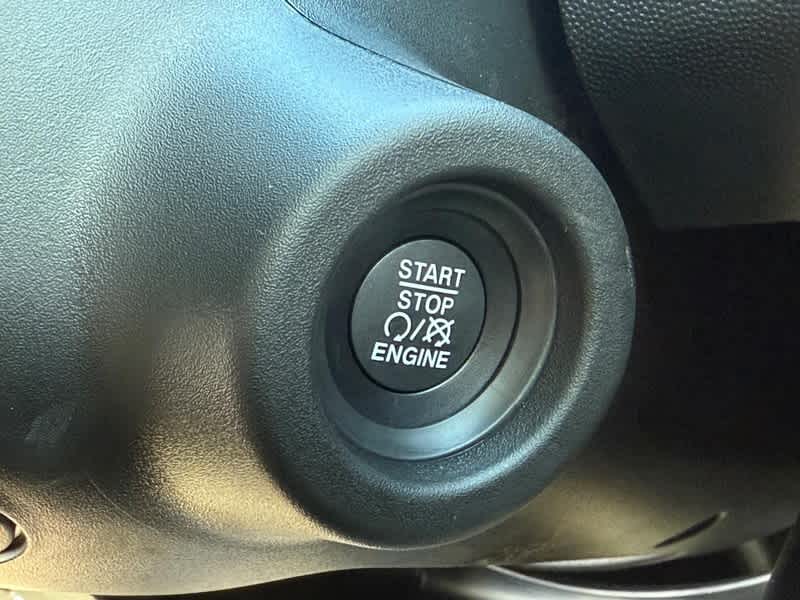 START
STOP
/
ENGINE